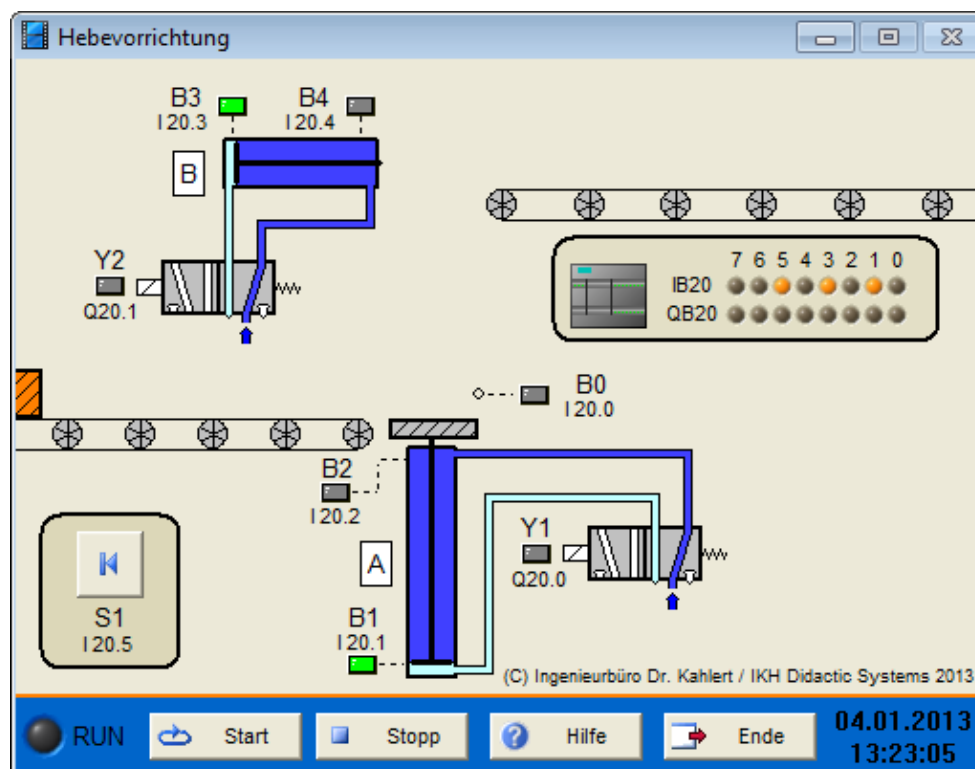 Hebevorrichtung
B3 B4
I 20.3 I 20.4
B
Y2
Q20.1
7 6 5 4 3 2 1 0
IB20
QB20
B0
I 20.0
B2
I 20.2
Y1
Q20.0
A
S1
I 20.5
B1
I 20.1
(C) Ingenieurbüro Dr. Kahlert / IKH Didactic Systems 2013
RUN Start Stopp Hilfe Ende
04.01.2013
13:23:05